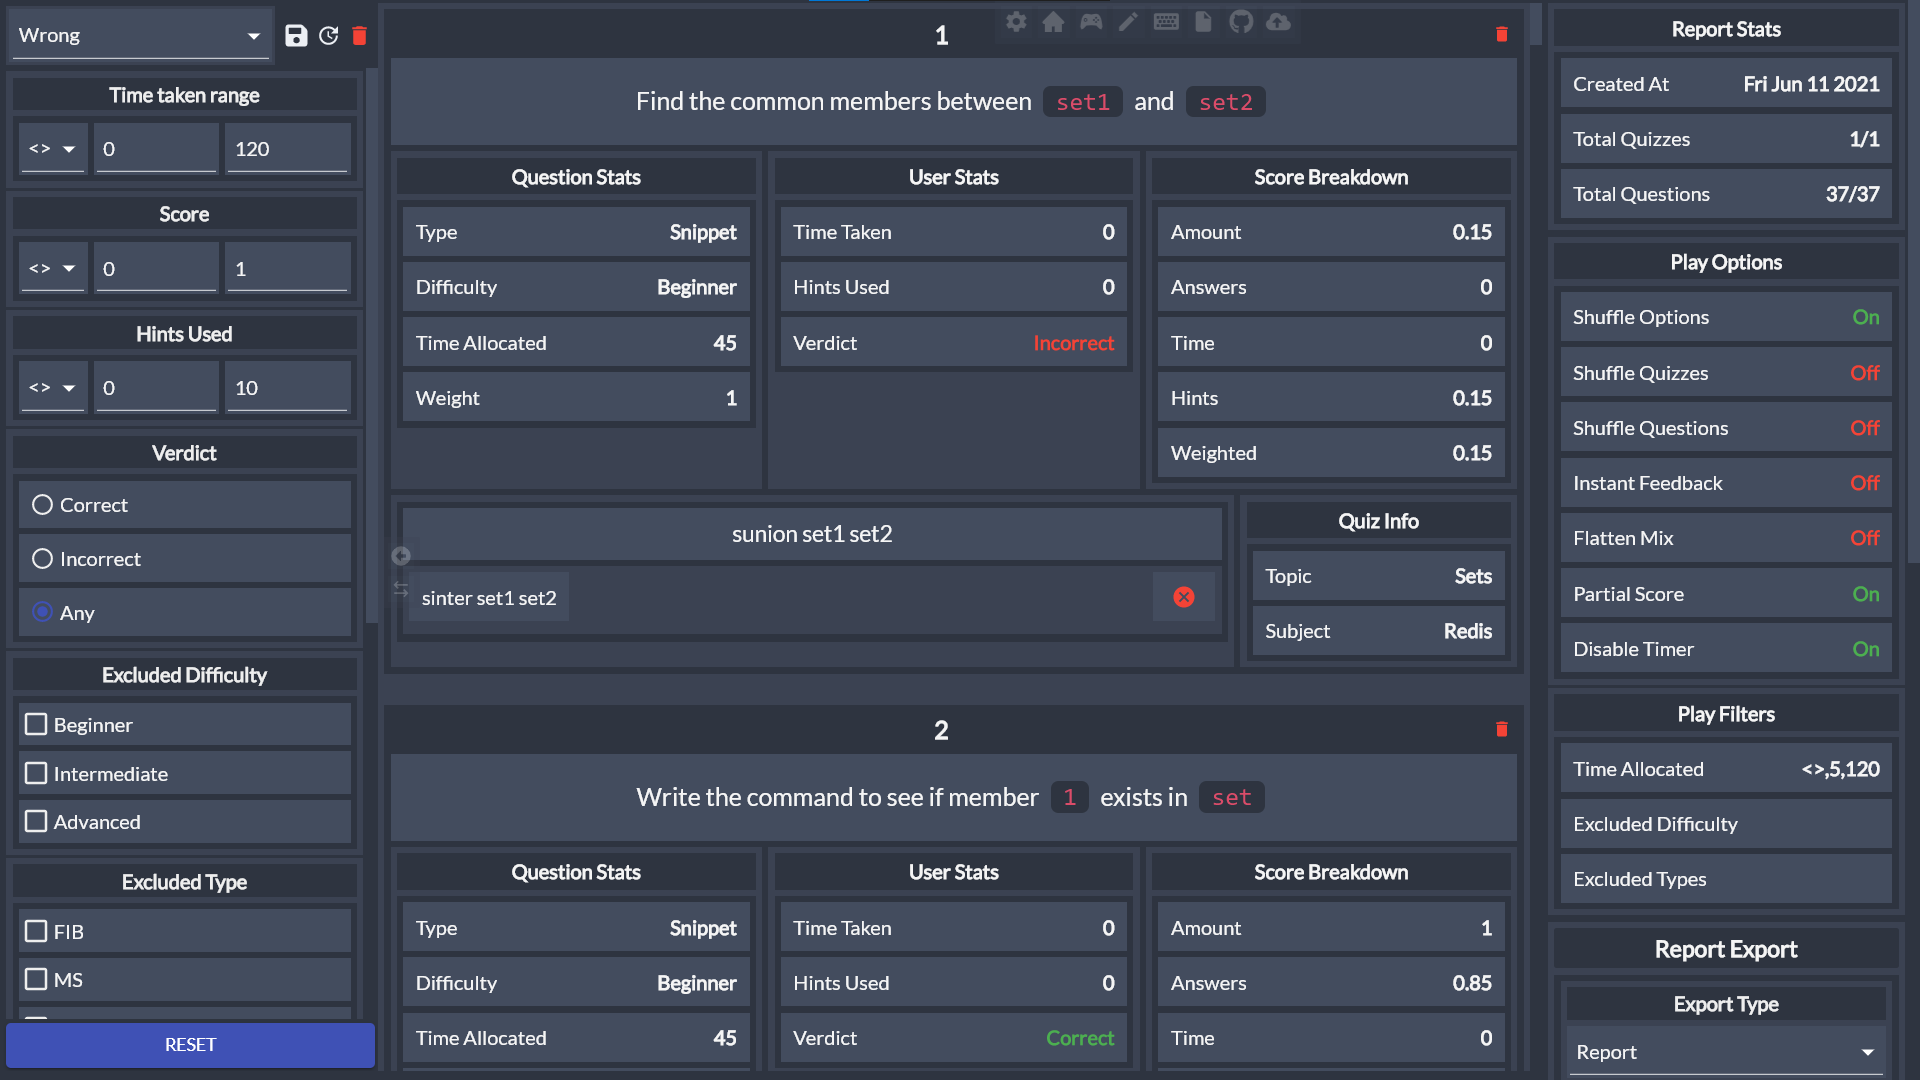 Wrong
Time taken range
<> 0 120
Score
<> 0 1
Hints Used
<> 0 10
Verdict
Correct
Incorrect
Any
Excluded Difficulty
Beginner
Intermediate
Advanced
Excluded Type
FIB
MS
RESET
1
Find the common members between set1 and set2
Question Stats
Type Snippet
Difficulty Beginner
Time Allocated 45
Weight 1
User Stats
Time Taken 0
Hints Used 0
Verdict Incorrect
Score Breakdown
Amount 0.15
Answers 0
Time 0
Hints 0.15
Weighted 0.15
sunion set1 set2
sinter set1 set2
Quiz Info
Topic Sets
Subject Redis
2
Write the command to see if member 1 exists in set
Question Stats
Type Snippet
Difficulty Beginner
Time Allocated 45
User Stats
Time Taken 0
Hints Used 0
Verdict Correct
Score Breakdown
Amount 1
Answers 0.85
Time 0
Report Stats
Created At Fri Jun 11 2021
Total Quizzes 1/1
Total Questions 37/37
Play Options
Shuffle Options On
Shuffle Quizzes Off
Shuffle Questions Off
Instant Feedback Off
Flatten Mix Off
Partial Score On
Disable Timer On
Play Filters
Time Allocated <>,5,120
Excluded Difficulty
Excluded Types
Report Export
Export Type
Report